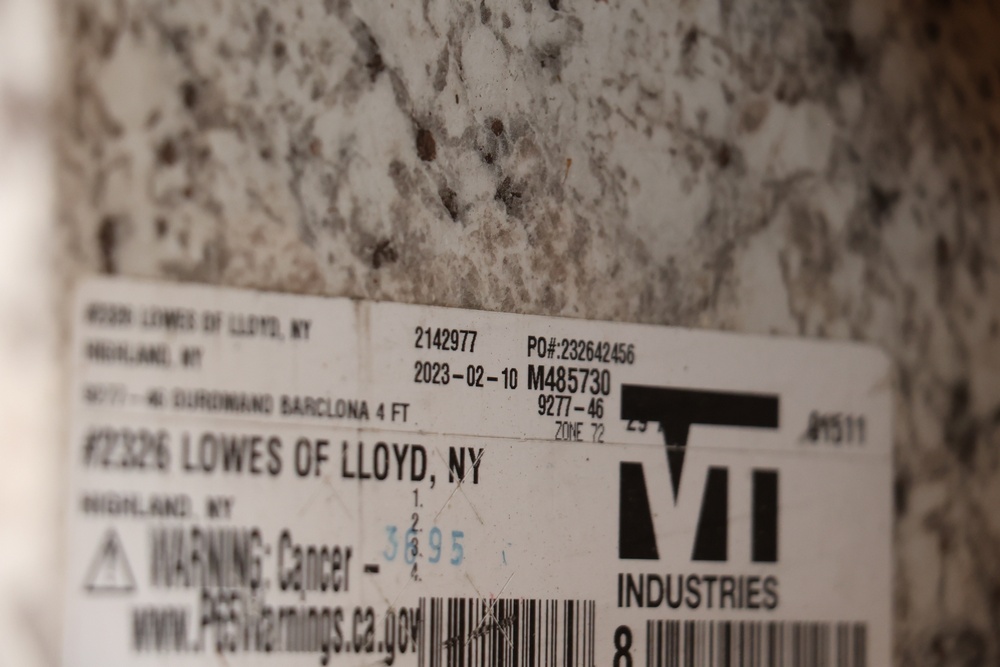 #2326 LOWES OF LLOYD, NY
HIGHLAND, NY
2142977 PO#:232642456
2023-02-10 M485730
9277-46 BARCLONA 4 FT
9277-46
ZONE 72
#2326 LOWES OF LLOYD, NY
HIGHLAND, NY
1.
2.
3.
4.
3695
WARNING: Cancer -
www.P65Warnings.ca.gov
MTI
INDUSTRIES
8